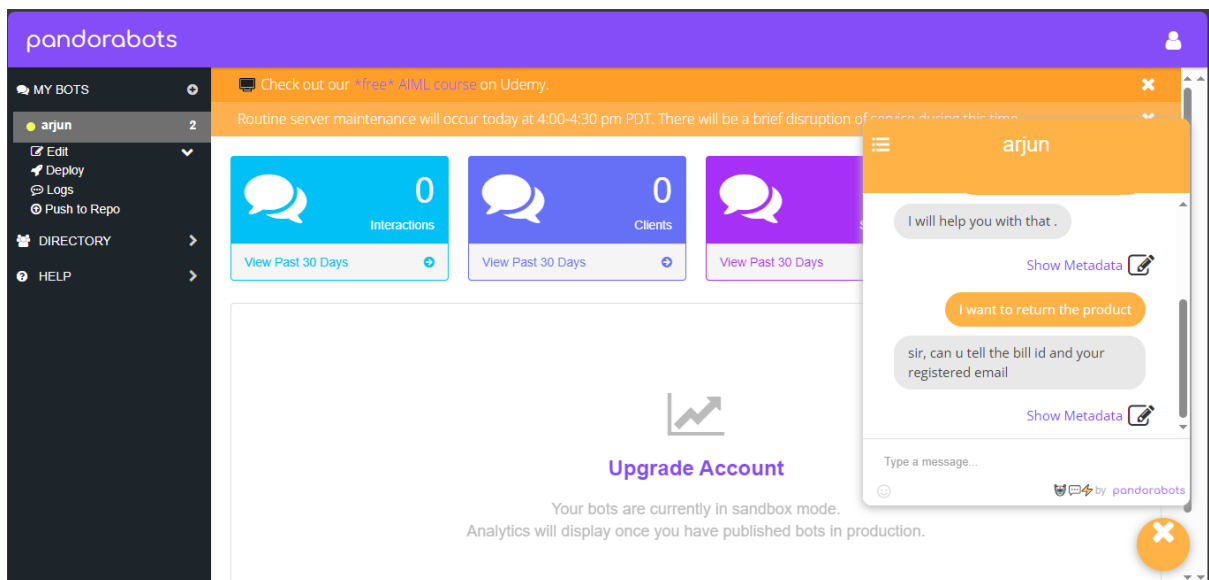 pandorabots
MY BOTS
arjun 2
Edit
Deploy
Logs
Push to Repo
DIRECTORY
HELP
Check out our *free* AIML course on Udemy.
Routine server maintenance will occur today at 4:00-4:30 pm PDT. There will be a brief disruption of service during this time.
0
Interactions
View Past 30 Days
0
Clients
View Past 30 Days
View Past 30 Days
Upgrade Account
Your bots are currently in sandbox mode.
Analytics will display once you have published bots in production.
arjun
I will help you with that .
Show Metadata
I want to return the product
sir, can u tell the bill id and your
registered email
Show Metadata
Type a message...
by pandorabots